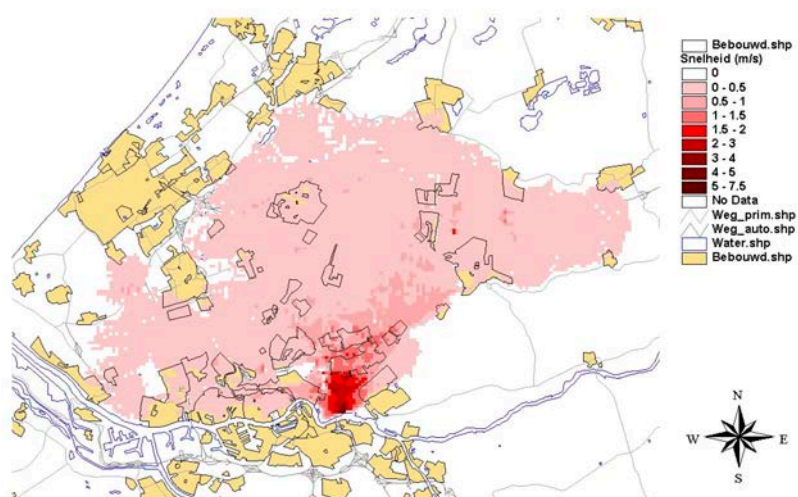 Bebouwd.shp
Snelheid (m/s)
0
0 - 0.5
0.5 - 1
1 - 1.5
1.5 - 2
2 - 3
3 - 4
4 - 5
5 - 7.5
No Data
Weg_prim.shp
Weg_auto.shp
Water.shp
Bebouwd.shp
N
W E
S